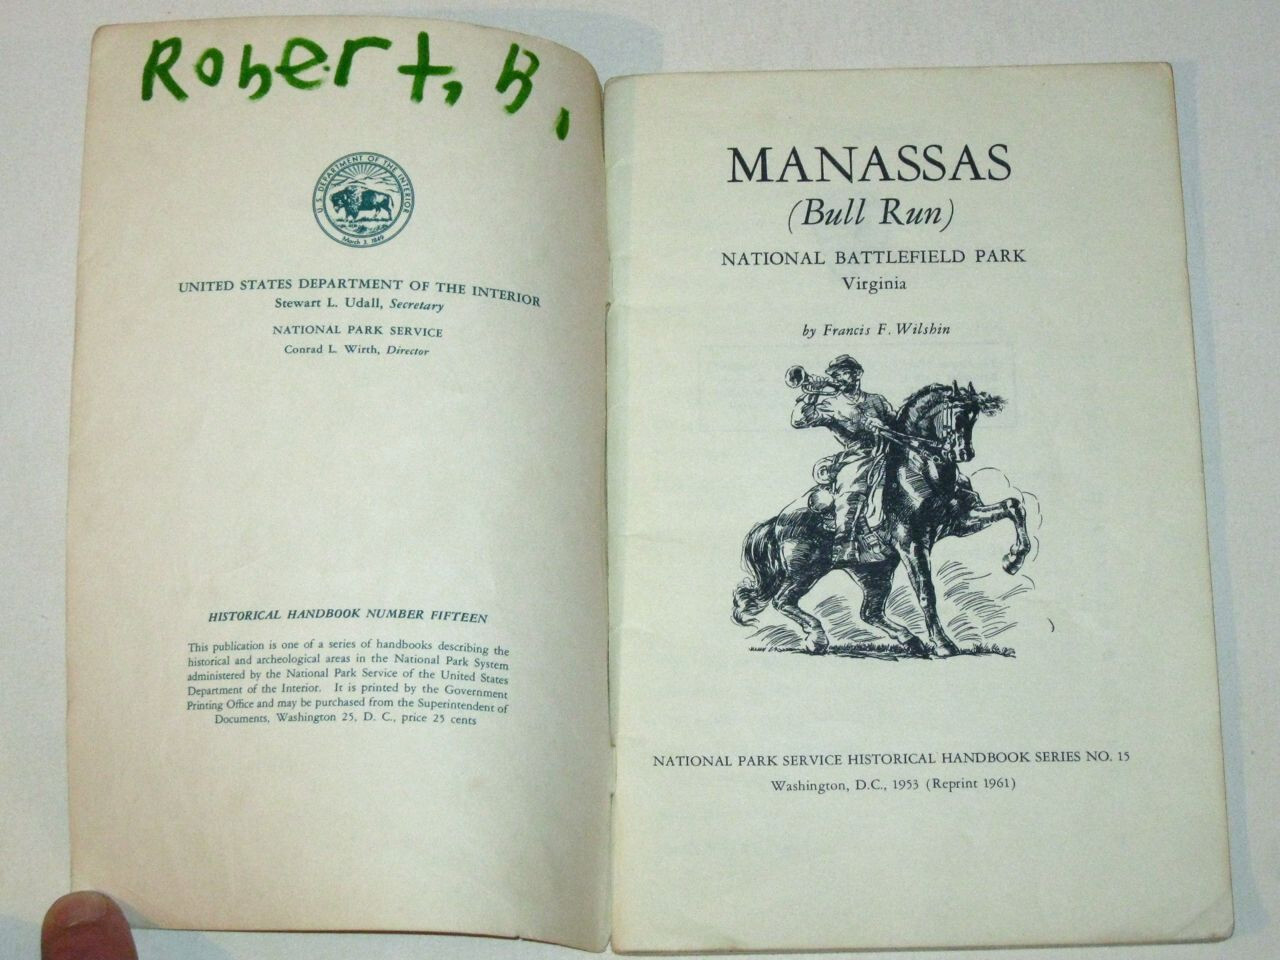 Robert, B.
U.S. DEPARTMENT OF THE INTERIOR
March 3, 1849
UNITED STATES DEPARTMENT OF THE INTERIOR
Stewart L. Udall, Secretary
NATIONAL PARK SERVICE
Conrad L. Wirth, Director
HISTORICAL HANDBOOK NUMBER FIFTEEN
This publication is one of a series of handbooks describing the
historical and archeological areas in the National Park System
administered by the National Park Service of the United States
Department of the Interior. It is printed by the Government
Printing Office and may be purchased from the Superintendent of
Documents, Washington 25, D. C., price 25 cents
MANASSAS
(Bull Run)
NATIONAL BATTLEFIELD PARK
Virginia
by Francis F. Wilshin
NATIONAL PARK SERVICE HISTORICAL HANDBOOK SERIES NO. 15
Washington, D.C., 1953 (Reprint 1961)